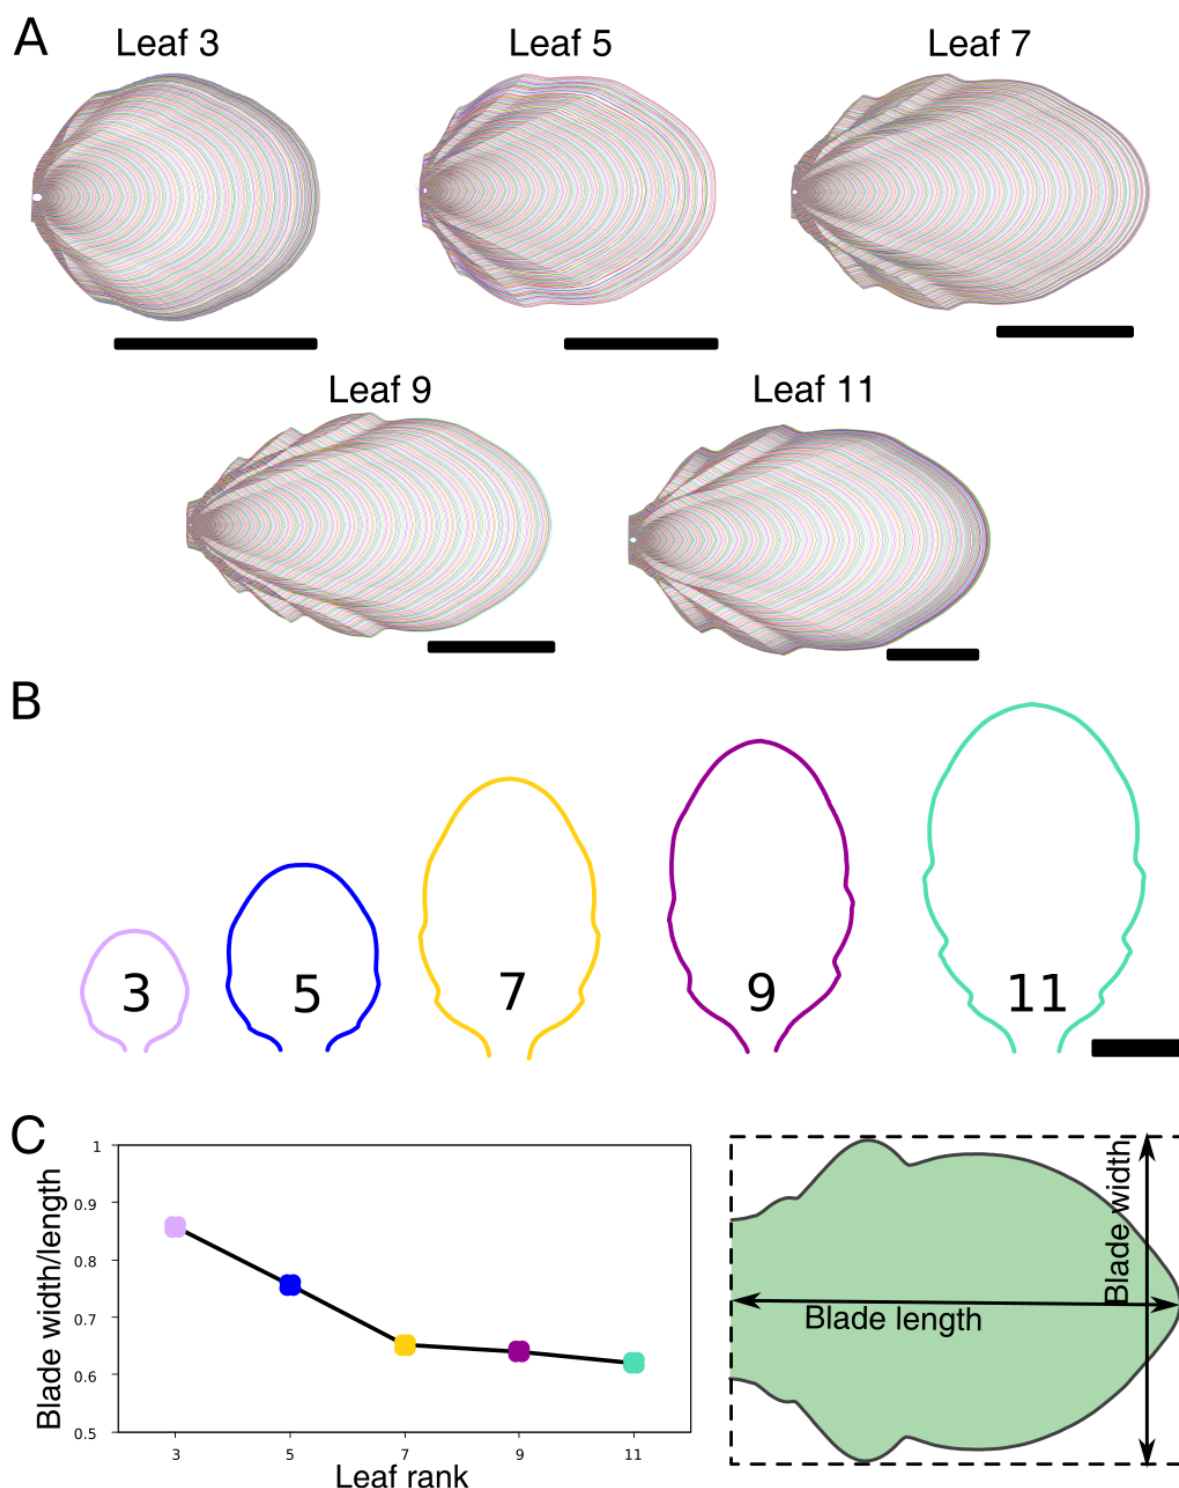 A
Leaf 3
Leaf 5
Leaf 7
Leaf 9
Leaf 11
B
3
5
7
9
11
C
Blade width/length
1
0.9
0.8
0.7
0.6
0.5
3
5
7
9
11
Leaf rank
Blade width
Blade length